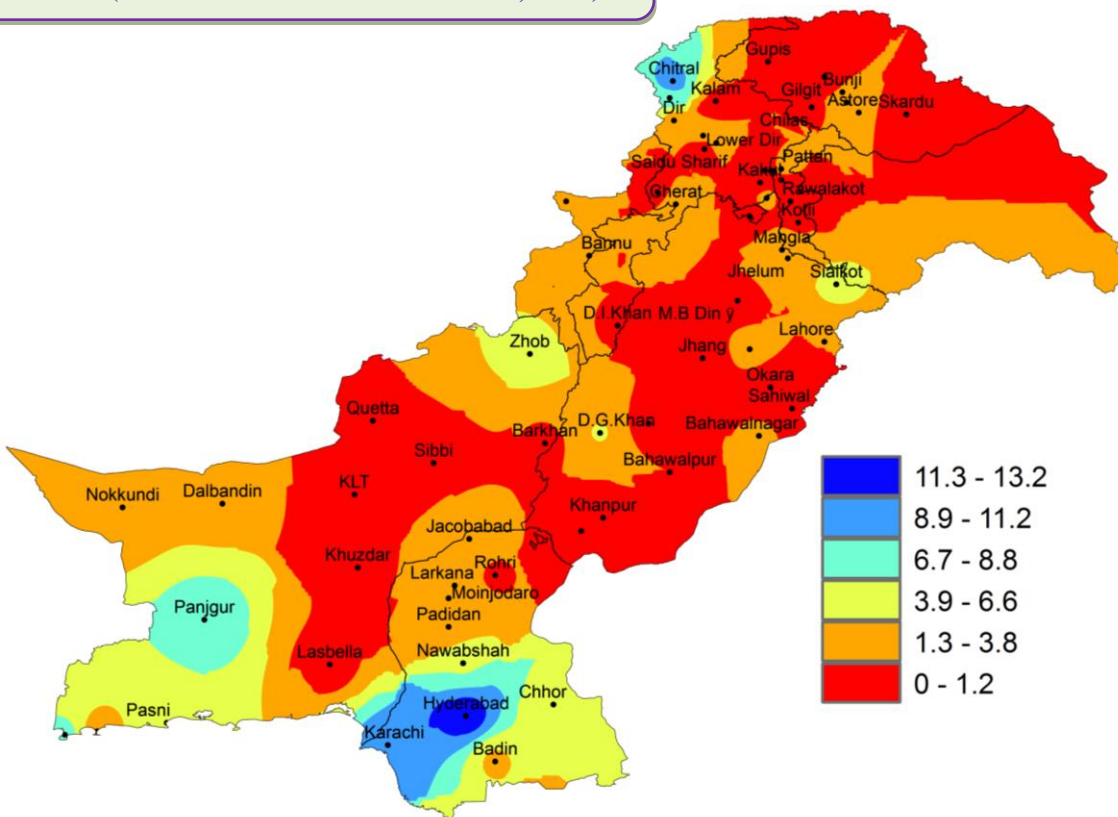 Gupis
Chitral
Bunji
Kalam
Gilgit
Astore
Skardu
Dir
Chilas
Lower Dir
Pattan
Saidu Sharif
Cherat
Rawalakot
Kotli
Mangla
Bannu
Jhelum
Sialkot
D.I.Khan
M.B Din ÿ
Lahore
Zhob
Jhang
Okara
Sahiwal
Quetta
D.G.Khan
Bahawalnagar
Barkhan
Sibbi
Bahawalpur
KLT
Nokkundi
Dalbandin
Khanpur
Jacobabad
Khuzdar
Rohri
Larkana
Moinjodaro
Panjgur
Padidan
Lasbella
Nawabshah
Chhor
Hyderabad
Pasni
Karachi
Badin
11.3 - 13.2
8.9 - 11.2
6.7 - 8.8
3.9 - 6.6
1.3 - 3.8
0 - 1.2